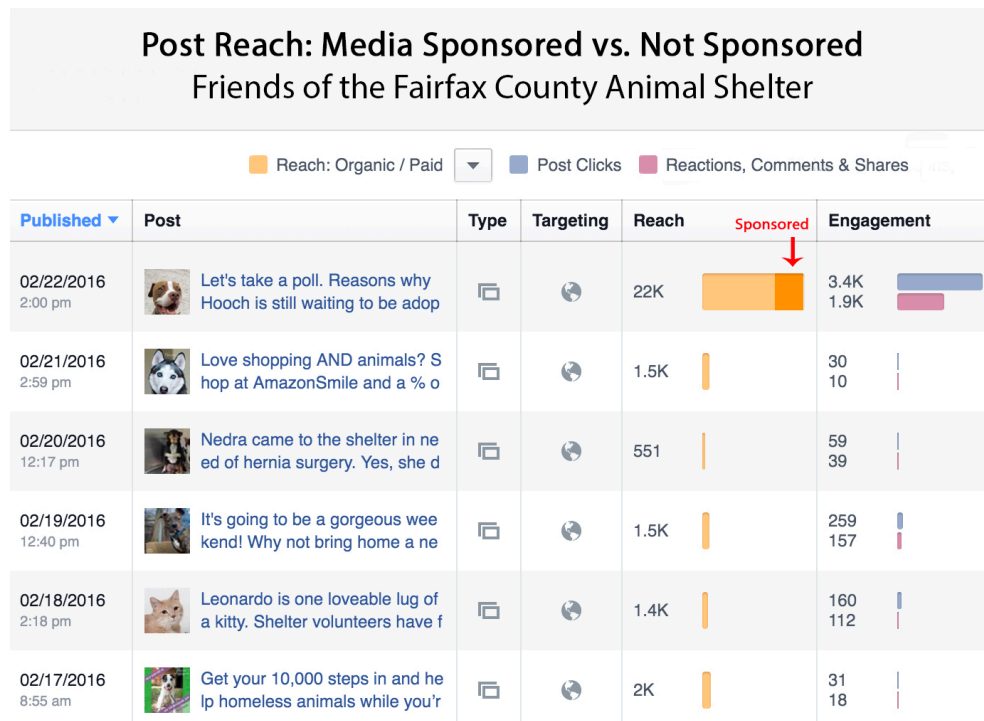 Post Reach: Media Sponsored vs. Not Sponsored
Friends of the Fairfax County Animal Shelter
Reach: Organic / Paid Post Clicks Reactions, Comments & Shares
Published Post Type Targeting Reach Sponsored Engagement
02/22/2016 Let's take a poll. Reasons why 22K 3.4K
2:00 pm Hooch is still waiting to be adop 1.9K
02/21/2016 Love shopping AND animals? S 1.5K 30
2:59 pm hop at AmazonSmile and a % o 10
02/20/2016 Nedra came to the shelter in ne 551 59
12:17 pm ed of hernia surgery. Yes, she d 39
02/19/2016 It's going to be a gorgeous wee 1.5K 259
12:40 pm kend! Why not bring home a ne 157
02/18/2016 Leonardo is one loveable lug of 1.4K 160
2:18 pm a kitty. Shelter volunteers have f 112
02/17/2016 Get your 10,000 steps in and he 2K 31
8:55 am lp homeless animals while you'r 18